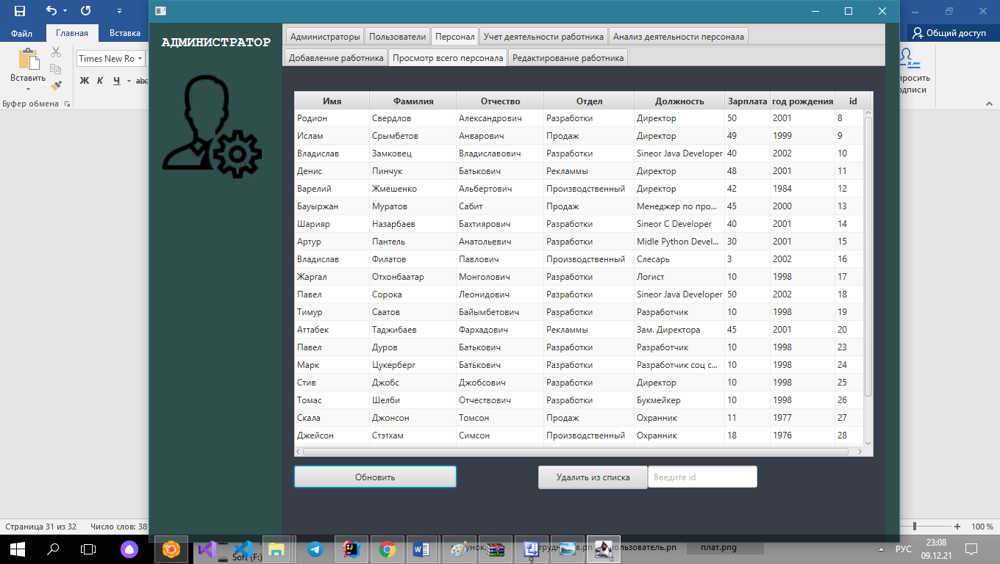 Файл Главная Вставка
Общий доступ
Вставить
Times New Ro
Ж К Ч abc
Буфер обмена
просить
одписи
АДМИНИСТРАТОР
Администраторы Пользователи Персонал Учет деятельности работника Анализ деятельности персонала
Добавление работника Просмотр всего персонала Редактирование работника
Имя Фамилия Отчество Отдел Должность Зарплата год рождения id
Родион Свердлов Александрович Разработки Директор 50 2001 8
Ислам Срымбетов Анварович Продаж Директор 49 1999 9
Владислав Замковец Владиславович Разработки Sineor Java Developer 40 2002 10
Денис Пинчук Батькович Рекламмы Директор 48 2001 11
Варелий Жмешенко Альбертович Производственный Директор 42 1984 12
Бауыржан Муратов Сабит Продаж Менеджер по про... 45 2000 13
Шарияр Назарбаев Бахтиярович Разработки Sineor C Developer 40 2001 14
Артур Пантель Анатольевич Разработки Midle Python Devel... 30 2001 15
Владислав Филатов Павлович Производственный Слесарь 3 2002 16
Жаргал Отхонбаатар Монголович Разработки Логист 10 1998 17
Павел Сорока Леонидович Разработки Sineor Java Developer 50 2002 18
Тимур Саатов Байымбетович Разработки Разработчик 10 1998 19
Аттабек Таджибаев Фархадович Рекламмы Зам. Директора 45 2001 20
Павел Дуров Батькович Разработки Разработчик 10 1998 23
Марк Цукерберг Батькович Разработки Разработчик соц с... 10 1998 24
Стив Джобс Джобсович Разработки Директор 10 1998 25
Томас Шелби Отчествович Разработки Букмейкер 10 1998 26
Скала Джонсон Томсон Продаж Охранник 11 1977 27
Джейсон Стэтхам Симсон Производственный Охранник 18 1976 28
Обновить Удалить из списка Введите id
Страница 31 из 32 Число слов: 381
100 %
Soft (F:)
плат.png
РУС
23:08
09.12.21